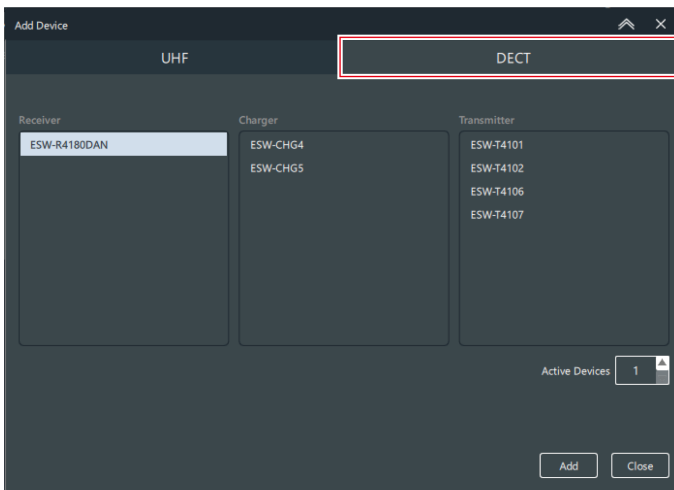 Add Device
UHF
DECT
Receiver
ESW-R4180DAN
Charger
ESW-CHG4
ESW-CHG5
Transmitter
ESW-T4101
ESW-T4102
ESW-T4106
ESW-T4107
Active Devices 1
Add
Close